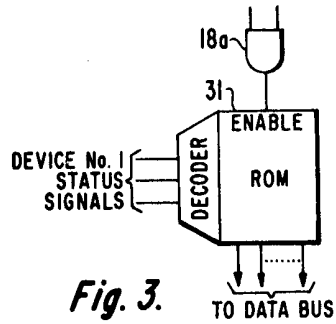 18a
31
ENABLE
DEVICE No. 1
STATUS
SIGNALS
DECODER
ROM
Fig. 3.
TO DATA BUS